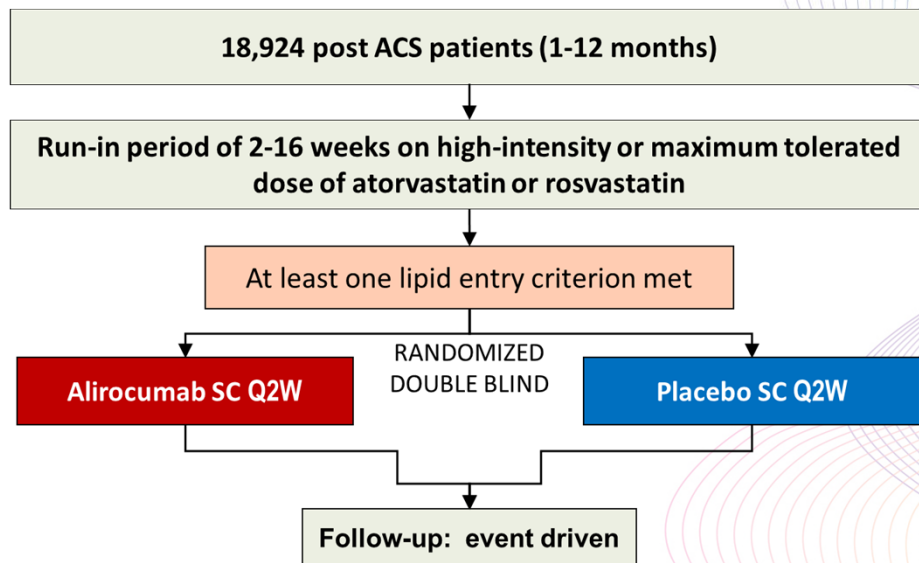 18,924 post ACS patients (1-12 months)
Run-in period of 2-16 weeks on high-intensity or maximum tolerated
dose of atorvastatin or rosvastatin
At least one lipid entry criterion met
RANDOMIZED
DOUBLE BLIND
Alirocumab SC Q2W
Placebo SC Q2W
Follow-up: event driven